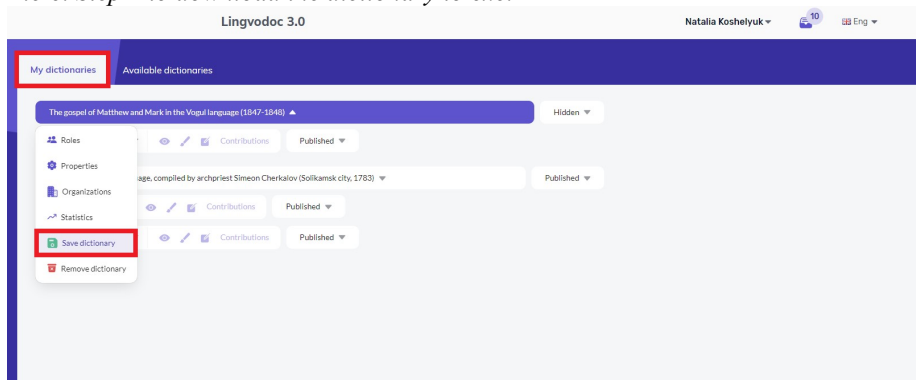 Lingvodoc 3.0
Natalia Koshelyuk
10
Eng
My dictionaries
Available dictionaries
The gospel of Matthew and Mark in the Vogul language (1847-1848)
Hidden
Roles
Contributions
Published
Properties
age, compiled by archpriest Simeon Cherkalov (Solikamsk city, 1783)
Published
Organizations
Contributions
Published
Statistics
Save dictionary
Contributions
Published
Remove dictionary